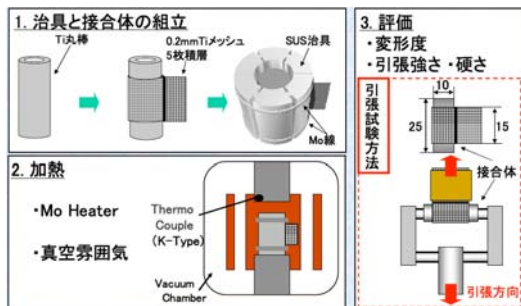 1. 治具と接合体の組立
Ti丸棒
0.2mmTiメッシュ
5枚積層
SUS治具
Mo線
2. 加熱
・Mo Heater
・真空雰囲気
Thermo
Couple
(K-Type)
Vacuum
Chamber
3. 評価
・変形度
・引張強さ・硬さ
引張試験方法
10
25
15
接合体
引張方向